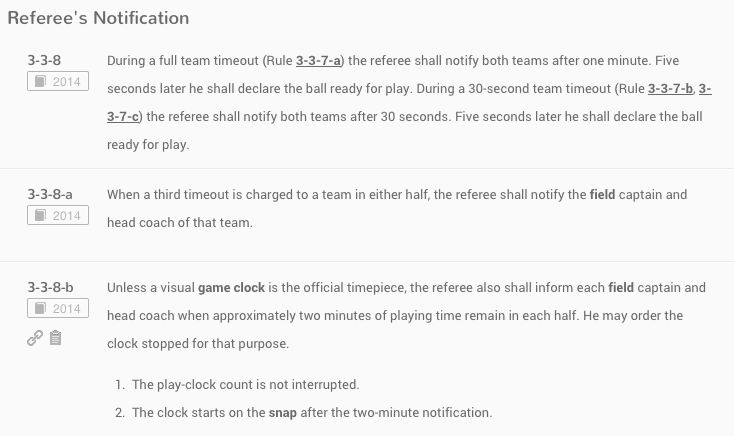 Referee's Notification
3-3-8
2014
During a full team timeout (Rule 3-3-7-a) the referee shall notify both teams after one minute. Five
seconds later he shall declare the ball ready for play. During a 30-second team timeout (Rule 3-3-7-b, 3-
3-7-c) the referee shall notify both teams after 30 seconds. Five seconds later he shall declare the ball
ready for play.
3-3-8-a
2014
When a third timeout is charged to a team in either half, the referee shall notify the field captain and
head coach of that team.
3-3-8-b
2014
Unless a visual game clock is the official timepiece, the referee also shall inform each field captain and
head coach when approximately two minutes of playing time remain in each half. He may order the
clock stopped for that purpose.
1. The play-clock count is not interrupted.
2. The clock starts on the snap after the two-minute notification.